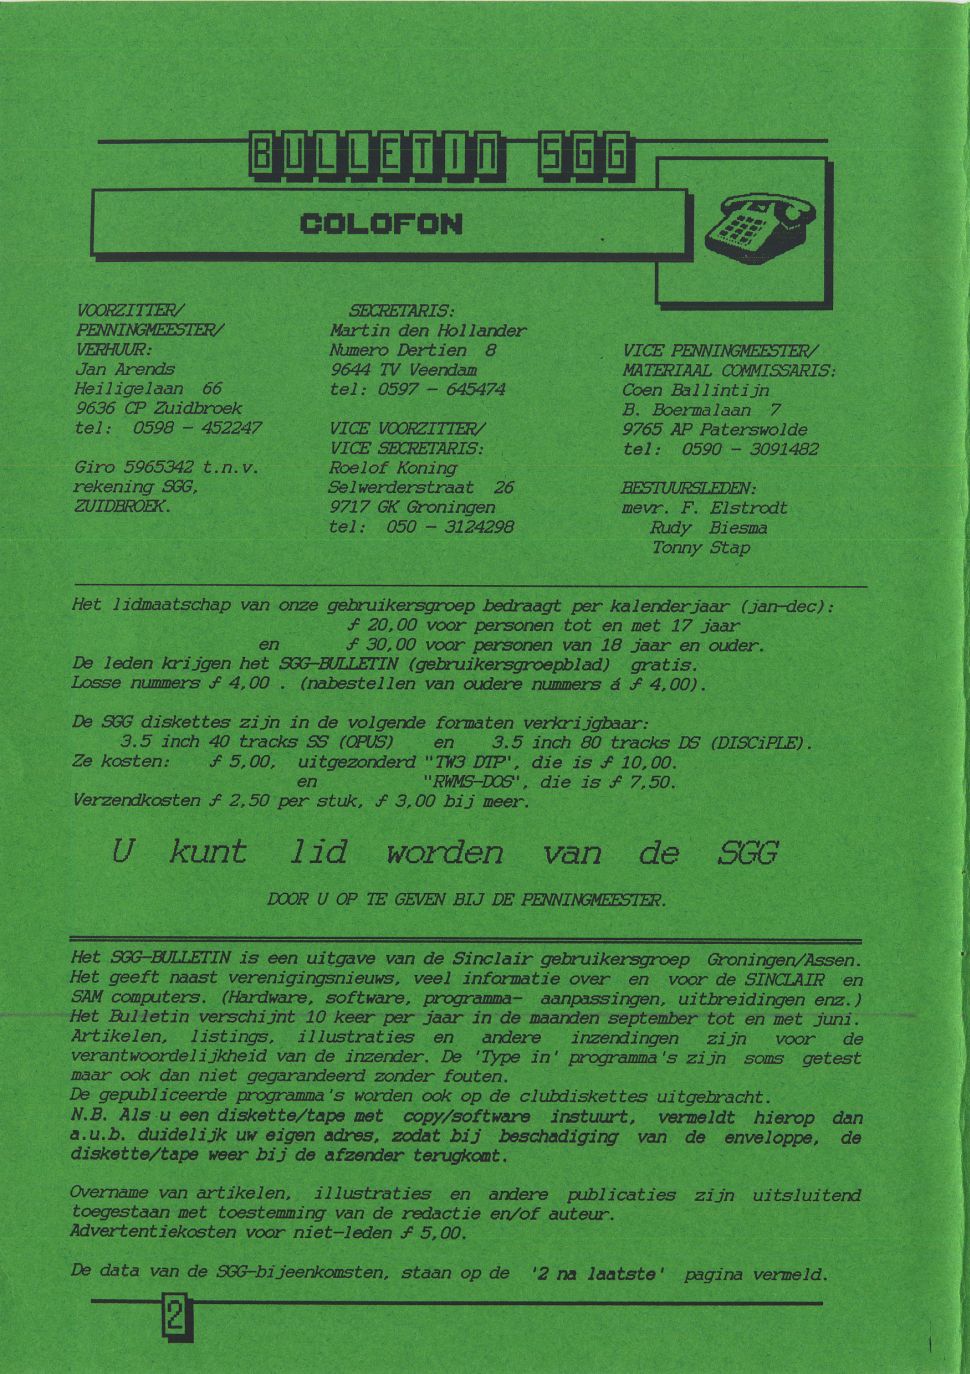 BULLETIN SGG
COLOFON
VOORZITTER/
PENNINGMEESTER/
VERHUUR:
Jan Arends
Heiligelaan 66
9636 CP Zuidbroek
tel: 0598 - 452247
Giro 5965342 t.n.v.
rekening SGG,
ZUIDBROEK.
SECRETARIS:
Martin den Hollander
Numero Dertien 8
9644 TV Veendam
tel: 0597 - 645474
VICE VOORZITTER/
VICE SECRETARIS:
Roelof Koning
Selwerderstraat 26
9717 GK Groningen
tel: 050 - 3124298
VICE PENNINGMEESTER/
MATERIAAL COMMISSARIS:
Coen Ballintijn
B. Boermalaan 7
9765 AP Paterswolde
tel: 0590 - 3091482
BESTUURSLEDEN:
mevr. F. Elstrodt
Rudy Biesma
Tonny Stap
Het lidmaatschap van onze gebruikersgroep bedraagt per kalenderjaar (jan-dec):
ƒ 20,00 voor personen tot en met 17 jaar
en ƒ 30,00 voor personen van 18 jaar en ouder.
De leden krijgen het SGG-BULLETIN (gebruikersgroepblad) gratis.
Losse nummers ƒ 4,00 . (nabestellen van oudere nummers á ƒ 4,00).
De SGG diskettes zijn in de volgende formaten verkrijgbaar:
3.5 inch 40 tracks SS (OPUS) en 3.5 inch 80 tracks DS (DISCiPLE).
Ze kosten: ƒ 5,00, uitgezonderd "TW3 DTP", die is ƒ 10,00.
en "RWMS-DOS", die is ƒ 7,50.
Verzendkosten ƒ 2,50 per stuk, ƒ 3,00 bij meer.
U kunt lid worden van de SGG
DOOR U OP TE GEVEN BIJ DE PENNINGMEESTER.
Het SGG-BULLETIN is een uitgave van de Sinclair gebruikersgroep Groningen/Assen.
Het geeft naast verenigingsnieuws, veel informatie over en voor de SINCLAIR en
SAM computers. (Hardware, software, programma- aanpassingen, uitbreidingen enz.)
Het Bulletin verschijnt 10 keer per jaar in de maanden september tot en met juni.
Artikelen, listings, illustraties en andere inzendingen zijn voor de
verantwoordelijkheid van de inzender. De 'Type in' programma's zijn soms getest
maar ook dan niet gegarandeerd zonder fouten.
De gepubliceerde programma's worden ook op de clubdiskettes uitgebracht.
N.B. Als u een diskette/tape met copy/software instuurt, vermeldt hierop dan
a.u.b. duidelijk uw eigen adres, zodat bij beschadiging van de enveloppe, de
diskette/tape weer bij de afzender terugkomt.
Overname van artikelen, illustraties en andere publicaties zijn uitsluitend
toegestaan met toestemming van de redactie en/of auteur.
Advertentiekosten voor niet-leden ƒ 5,00.
De data van de SGG-bijeenkomsten, staan op de '2 na laatste' pagina vermeld.
2